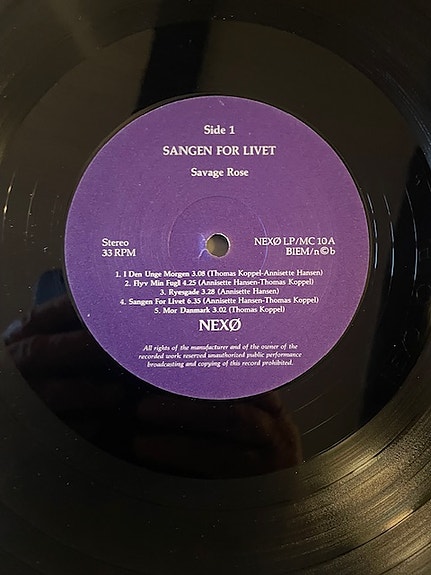 Side 1
SANGEN FOR LIVET
Savage Rose
Stereo
33 RPM
NEXØ LP/MC 10 A
BIEM/n©b
1. I Den Unge Morgen 3.08 (Thomas Koppel-Annisette Hansen)
2. Flyv Min Fugl 4.25 (Annisette Hansen-Thomas Koppel)
3. Ryesgade 3.28 (Annisette Hansen)
4. Sangen For Livet 6.35 (Annisette Hansen-Thomas Koppel)
5. Mor Danmark 3.02 (Thomas Koppel)
NEXØ
All rights of the manufacturer and of the owner of the
recorded work reserved unauthorized public performance
broadcasting and copying of this record prohibited.